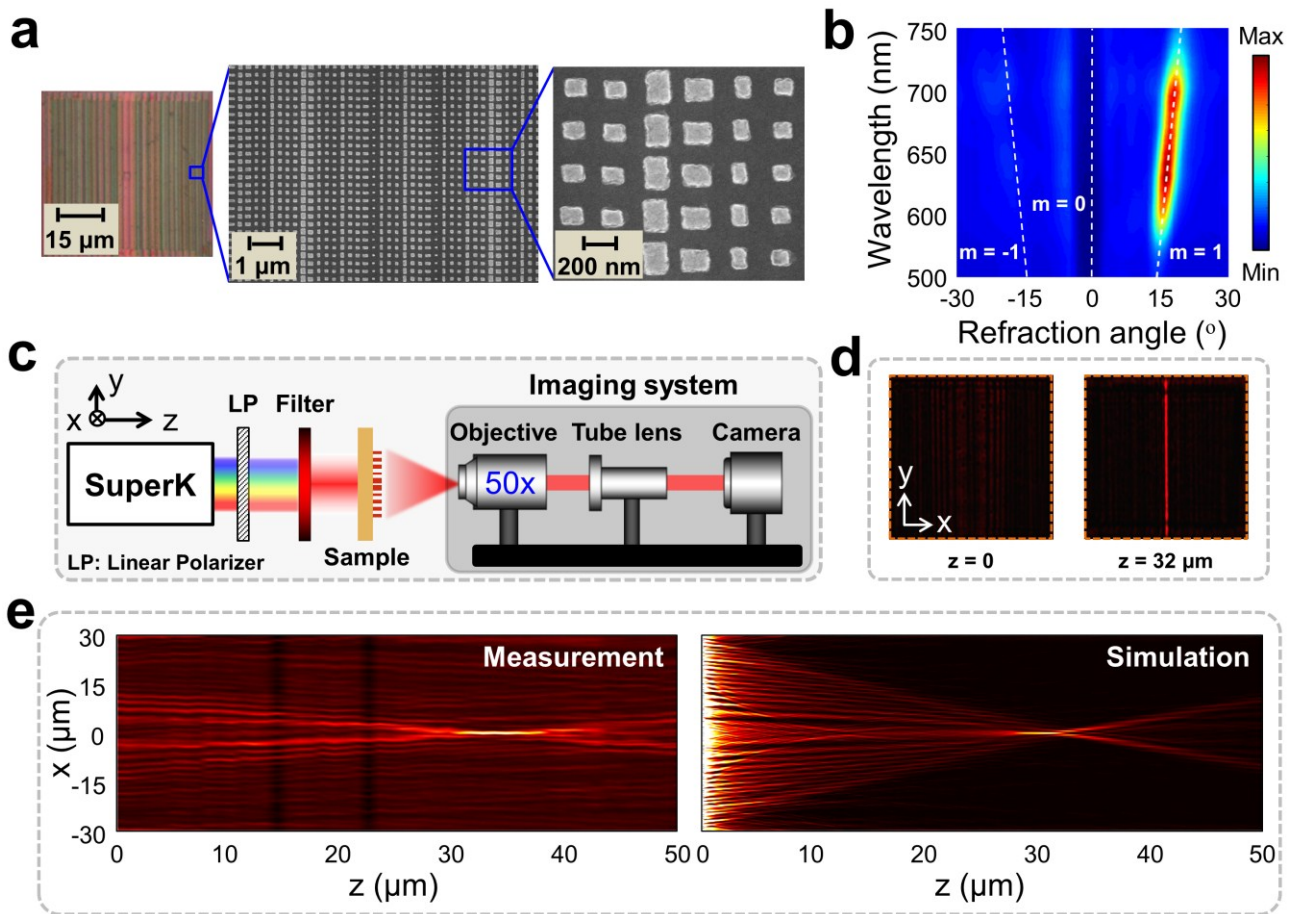 a
15 µm
1 µm
200 nm
b
Wavelength (nm)
750
700
650
600
500
m = -1
m = 0
m = 1
-30
-15
0
15
30
Refraction angle (º)
Max
Min
c
y
x
z
LP
Filter
SuperK
LP: Linear Polarizer
Sample
Imaging system
Objective
Tube lens
Camera
50x
d
y
x
z = 0
z = 32 µm
e
x (µm)
30
15
0
-15
-30
Measurement
0
10
20
30
40
50
z (µm)
Simulation
0
10
20
30
40
50
z (µm)